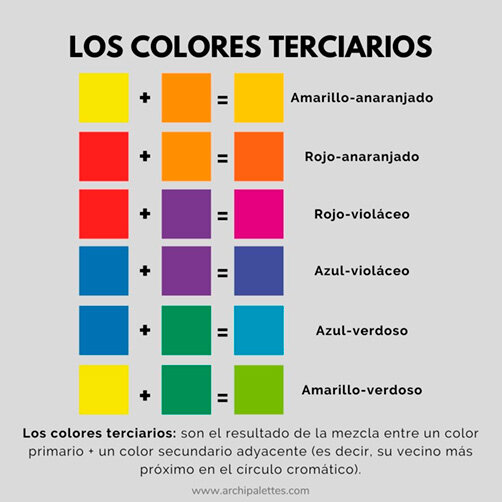 LOS COLORES TERCIARIOS
+ = Amarillo-anaranjado
+ = Rojo-anaranjado
+ = Rojo-violáceo
+ = Azul-violáceo
+ = Azul-verdoso
+ = Amarillo-verdoso
Los colores terciarios: son el resultado de la mezcla entre un color
primario + un color secundario adyacente (es decir, su vecino más
próximo en el círculo cromático).
www.archipalettes.com